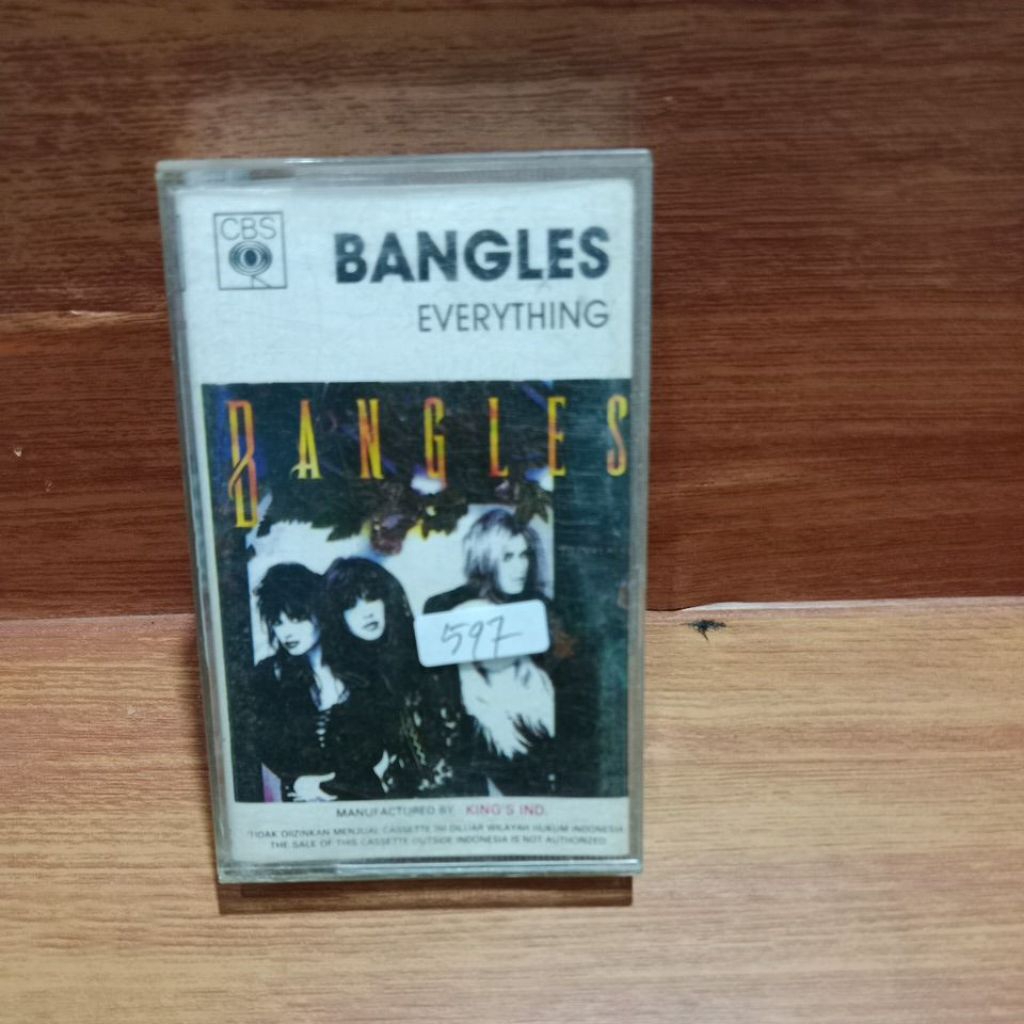 CBS
BANGLES
EVERYTHING
BANGLES
597
MANUFACTURED BY KING'S IND.
TIDAK DIIZINKAN MENJUAL CASSETTE INI DILUAR WILAYAH HUKUM INDONESIA
THE SALE OF THIS CASSETTE OUTSIDE INDONESIA IS NOT AUTHORIZED